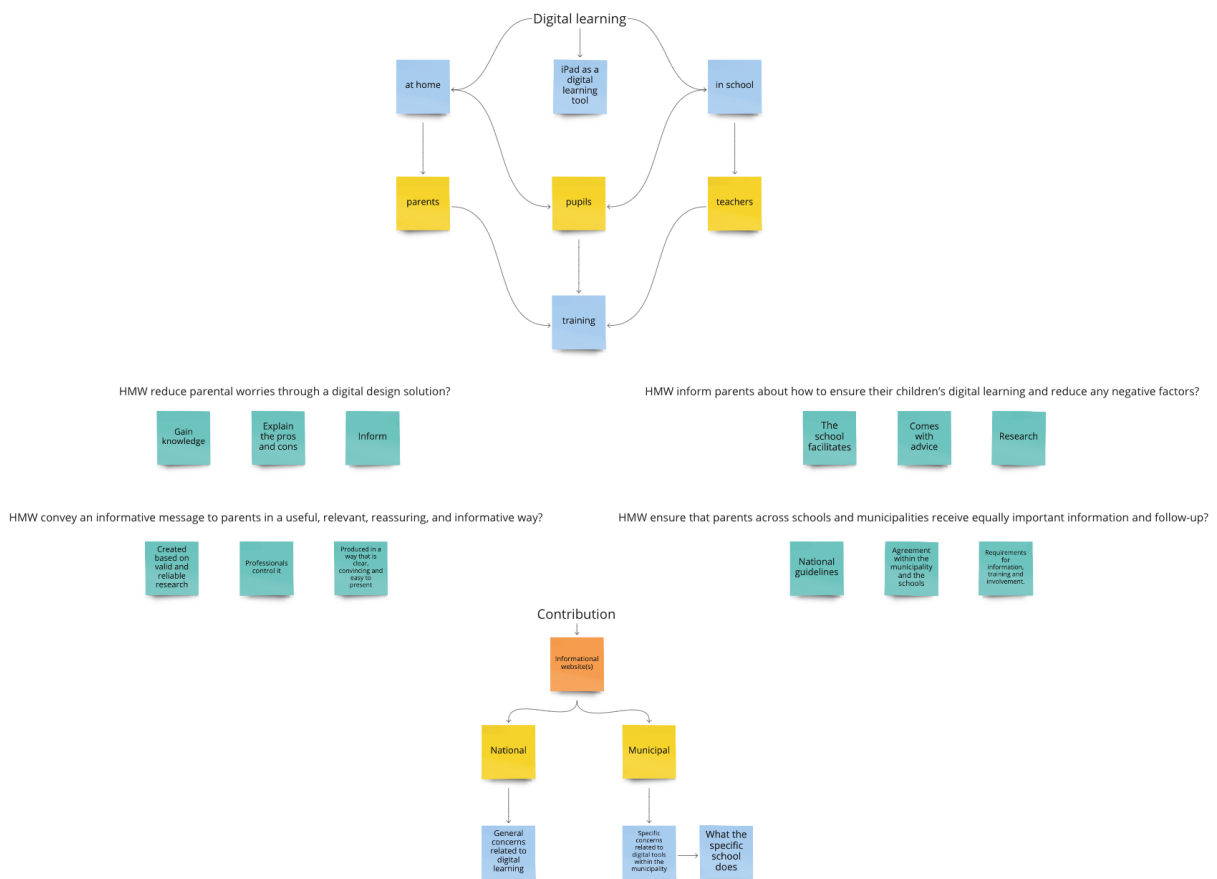 Digital learning
at home
iPad as a
digital
learning
tool
in school
parents
pupils
teachers
training
HMW reduce parental worries through a digital design solution?
Gain
knowledge
Explain
the pros
and cons
Inform
HMW inform parents about how to ensure their children’s digital learning and reduce any negative factors?
The
school
facilitates
Comes
with
advice
Research
HMW convey an informative message to parents in a useful, relevant, reassuring, and informative way?
Created
based on
valid and
reliable
research
Professionals
control it
Produced in a
way that is
clear,
convincing and
easy to
present
HMW ensure that parents across schools and municipalities receive equally important information and follow-up?
National
guidelines
Agreement
within the
municipality
and the
schools
Requirements
for
information,
training and
involvement.
Contribution
Informational
website(s)
National
Municipal
General
concerns
related to
digital
learning
Specific
concerns
related to
digital tools
within the
municipality
What the
specific
school
does